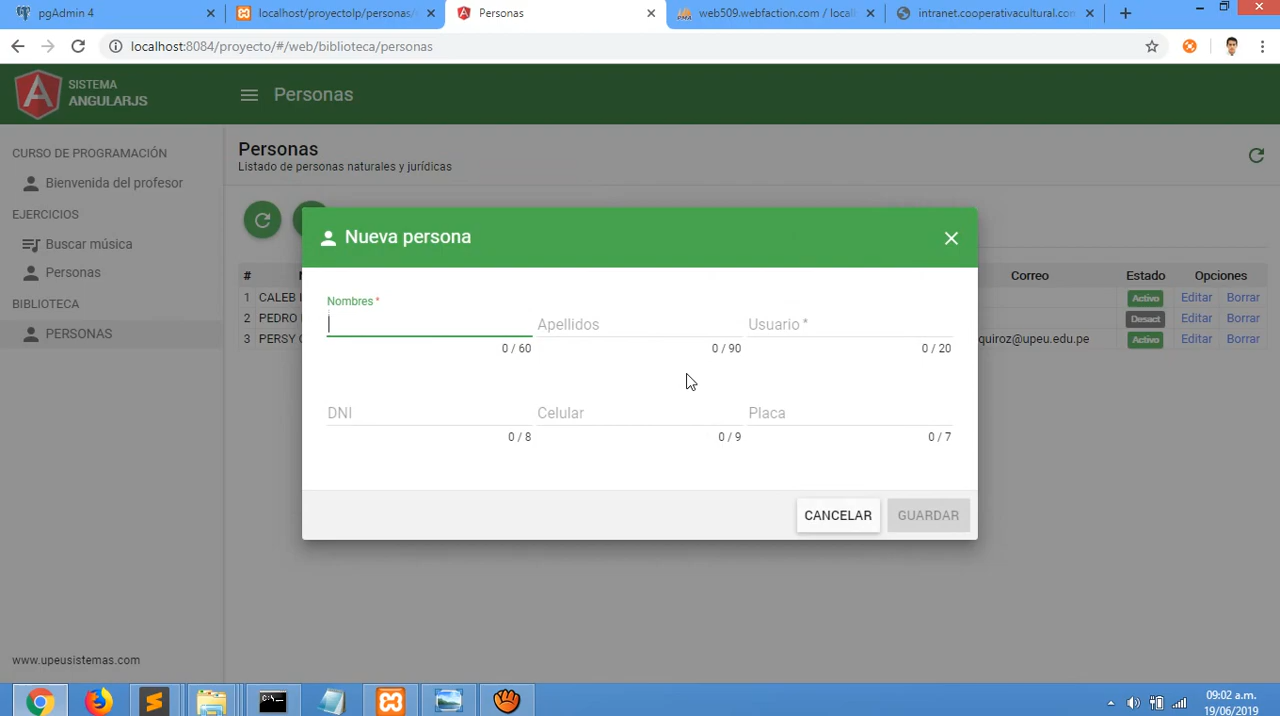 pgAdmin 4
localhost/proyectolp/personas/
Personas
web509.webfaction.com / local
intranet.cooperativacultural.com
localhost:8084/proyecto/#/web/biblioteca/personas
SISTEMA
ANGULARJS
Personas
CURSO DE PROGRAMACIÓN
Bienvenida del profesor
EJERCICIOS
Buscar música
Personas
BIBLIOTECA
PERSONAS
www.upeusistemas.com
Personas
Listado de personas naturales y jurídicas
# Correo Estado Opciones
1 CALEB Activo Editar Borrar
2 PEDRO Desact Editar Borrar
3 PERSY quiroz@upeu.edu.pe Activo Editar Borrar
Nueva persona
Nombres *
Apellidos
Usuario *
0 / 60 0 / 90 0 / 20
DNI Celular Placa
0 / 8 0 / 9 0 / 7
CANCELAR GUARDAR
09:02 a.m.
19/06/2019